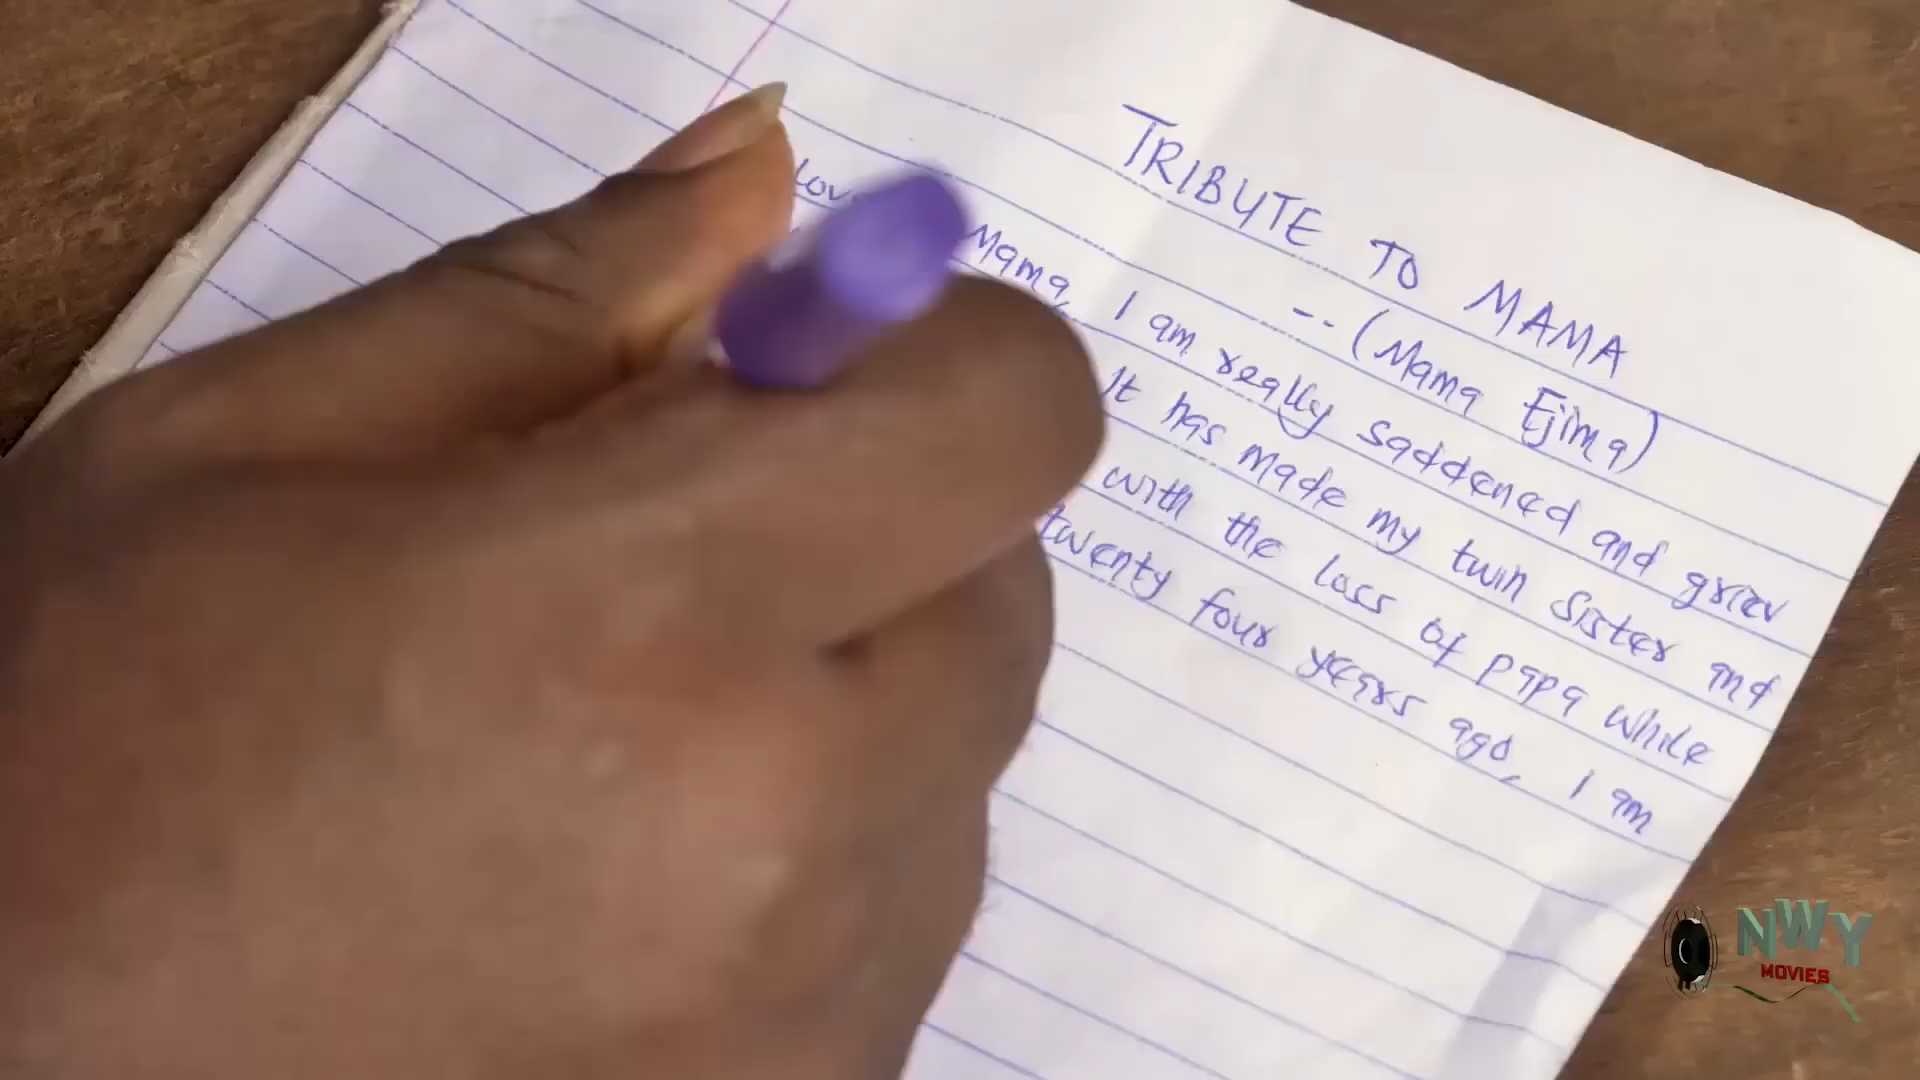 TRIBUTE TO MAMA
-- (Mama Ejima)
Mama, I am really saddened and griev
It has made my twin sister and
with the loss of papa while
twenty four years ago, I am
NWY
MOVIES